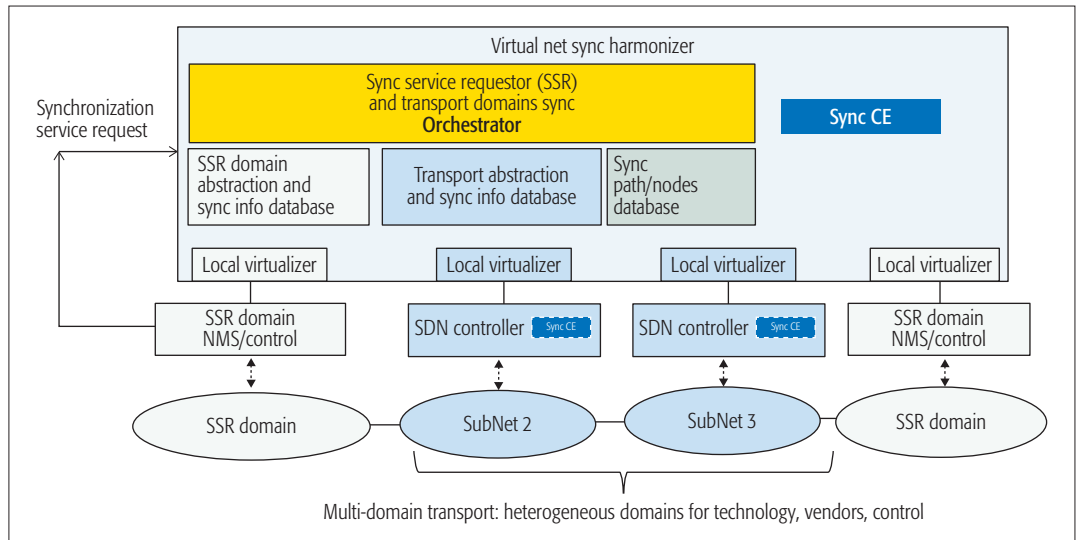 Virtual net sync harmonizer
Sync service requestor (SSR)
and transport domains sync
Orchestrator
Sync CE
Synchronization
service request
SSR domain
abstraction and
sync info database
Transport abstraction
and sync info database
Sync
path/nodes
database
Local virtualizer
Local virtualizer
Local virtualizer
Local virtualizer
SSR domain
NMS/control
SDN controller
Sync CE
SDN controller
Sync CE
SSR domain
NMS/control
SSR domain
SubNet 2
SubNet 3
SSR domain
Multi-domain transport: heterogeneous domains for technology, vendors, control